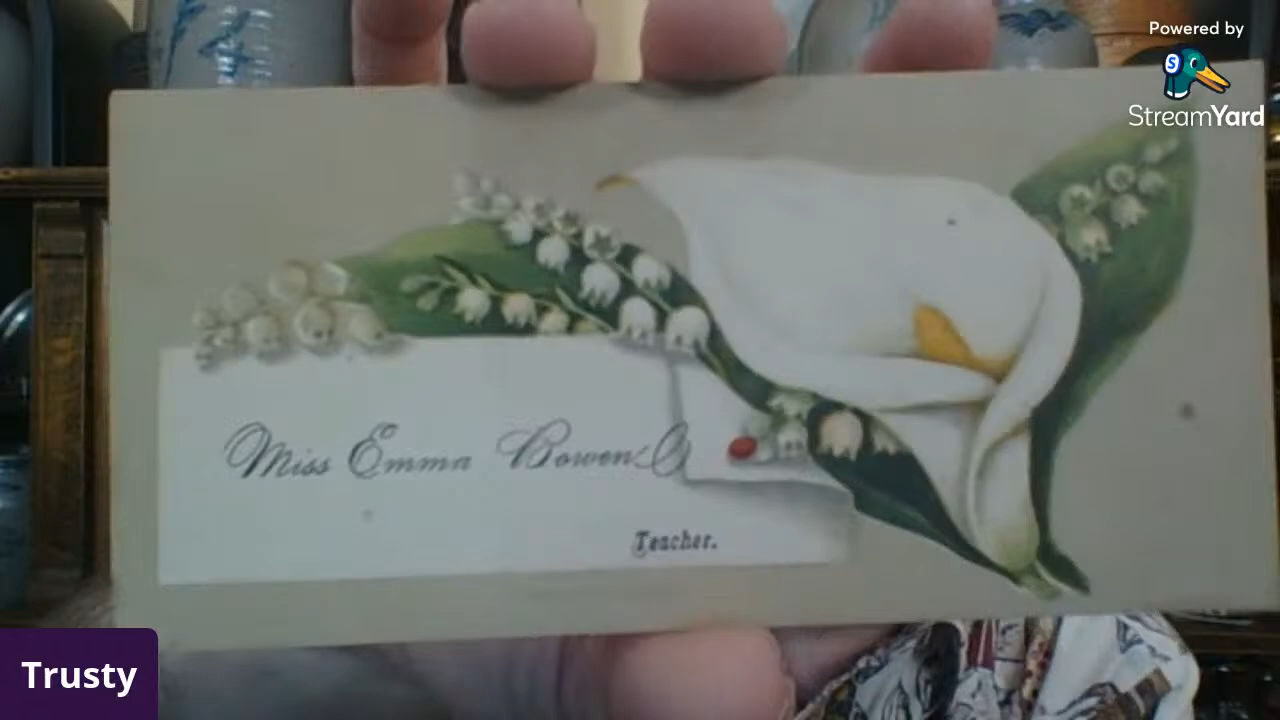 Powered by
StreamYard
Miss Emma Bowen
Teacher.
Trusty